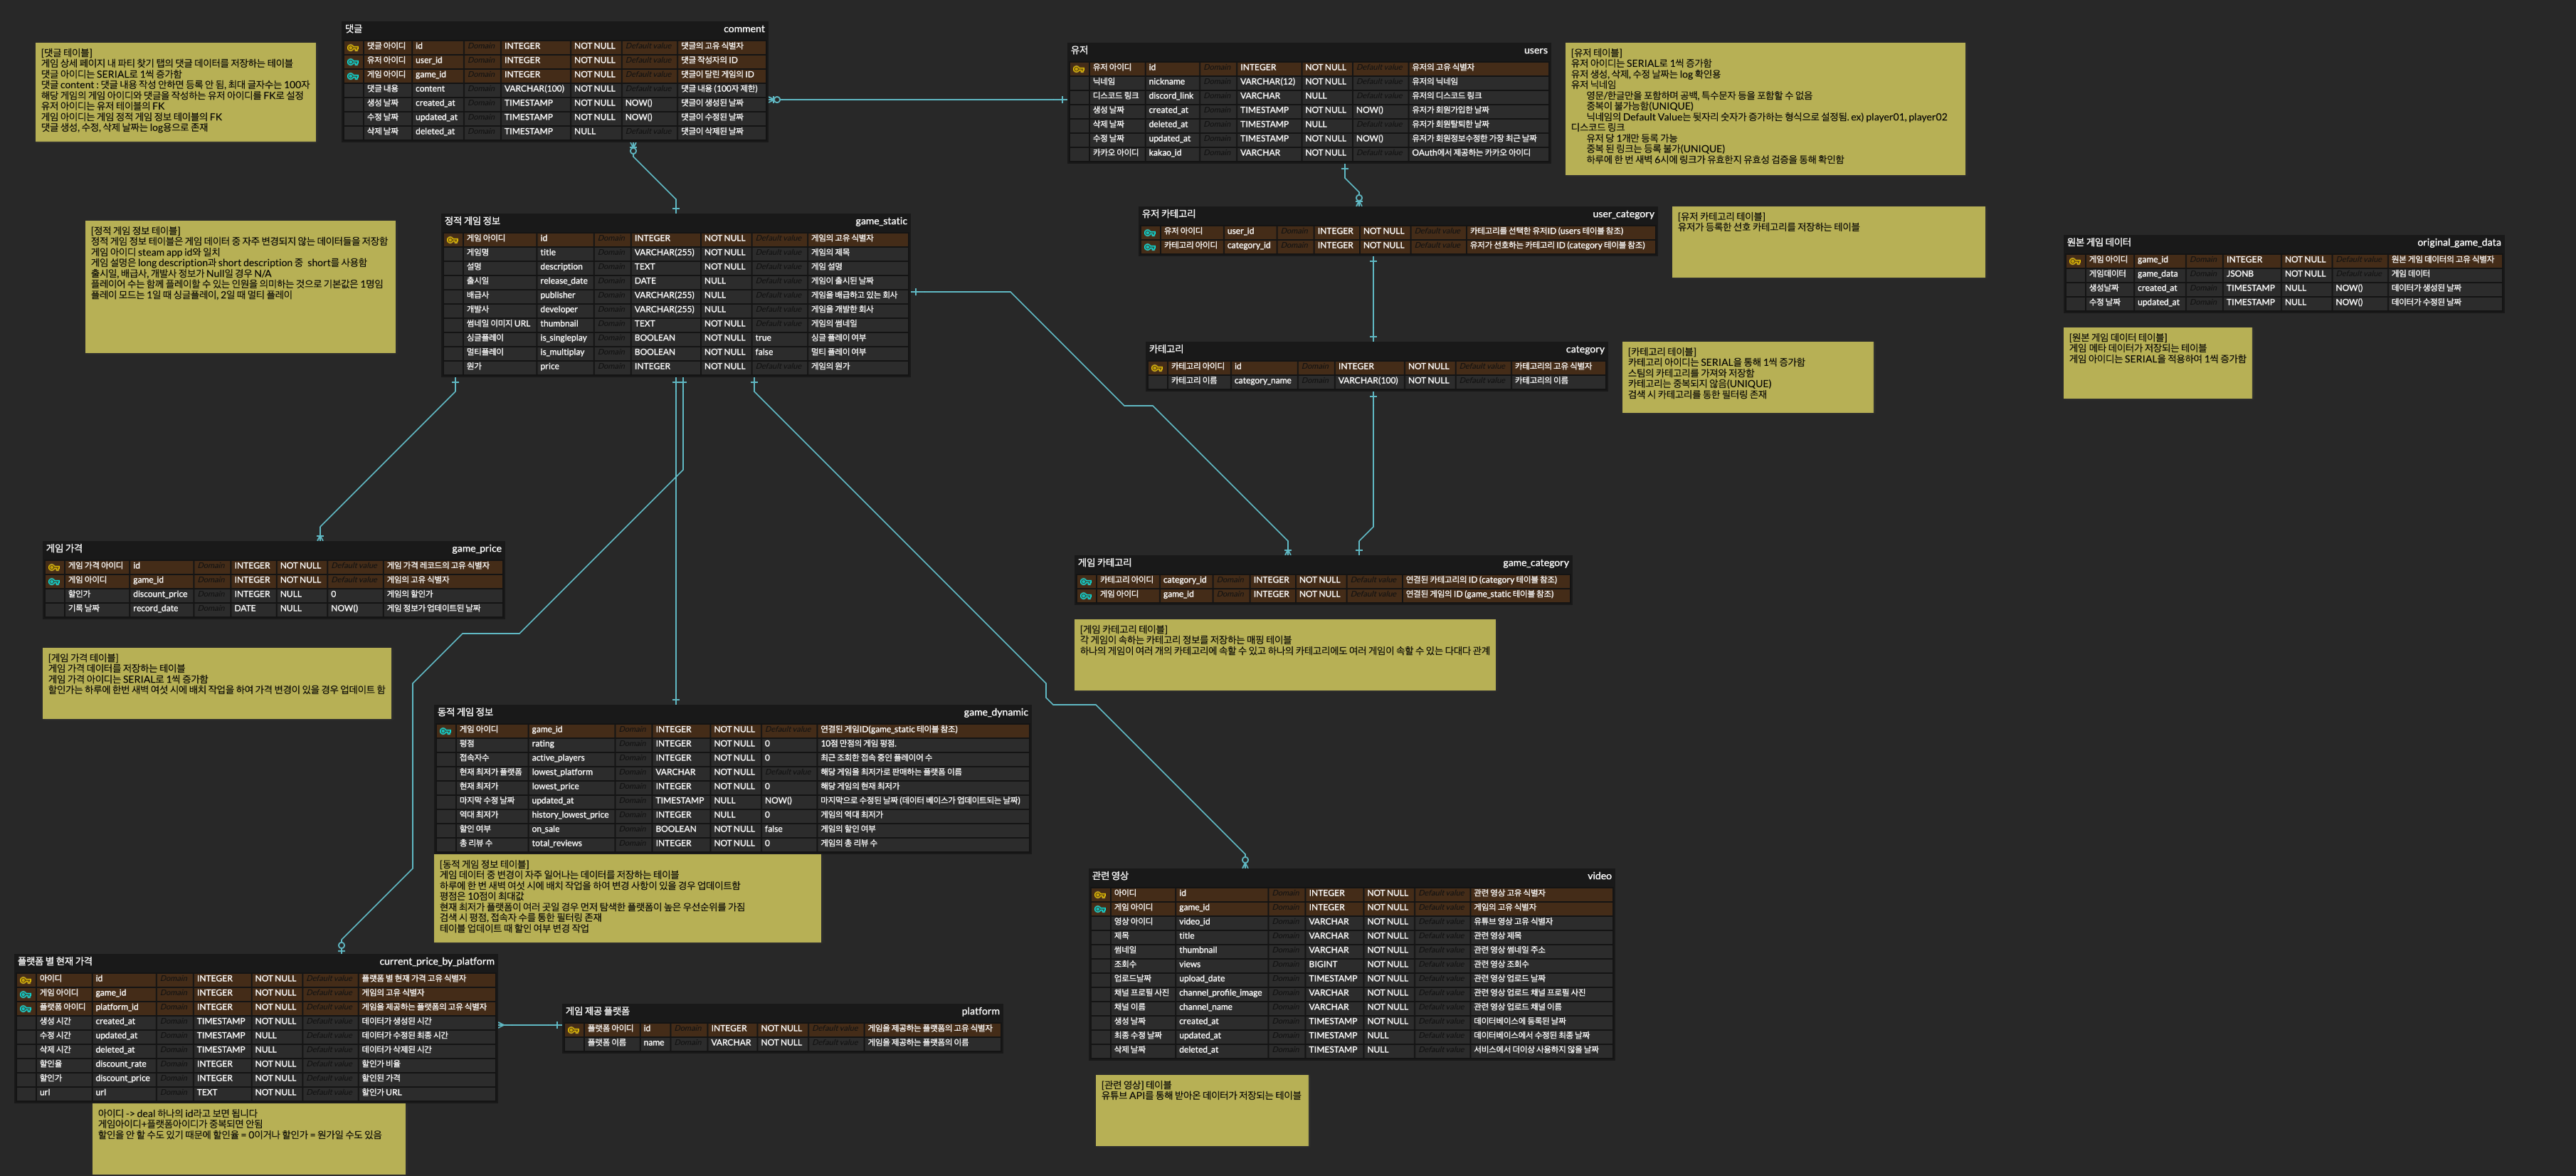 댓글 comment
댓글 아이디 id Domain INTEGER NOT NULL Default value 댓글의 고유 식별자
유저 아이디 user_id Domain INTEGER NOT NULL Default value 댓글 작성자의 ID
게임 아이디 game_id Domain INTEGER NOT NULL Default value 댓글이 달린 게임의 ID
댓글 내용 content Domain VARCHAR(100) NOT NULL Default value 댓글 내용 (100자 제한)
생성 날짜 created_at Domain TIMESTAMP NOT NULL NOW() 댓글이 생성된 날짜
수정 날짜 updated_at Domain TIMESTAMP NOT NULL NOW() 댓글이 수정된 날짜
삭제 날짜 deleted_at Domain TIMESTAMP NULL Default value 댓글이 삭제된 날짜
[댓글 테이블]
게임 상세 페이지 내 파티 찾기 탭의 댓글 데이터를 저장하는 테이블
댓글 아이디는 SERIAL로 1씩 증가함
댓글 content : 댓글 내용 작성 안하면 등록 안 됨, 최대 글자수는 100자
해당 게임의 게임 아이디와 댓글을 작성하는 유저 아이디를 FK로 설정
유저 아이디는 유저 테이블의 FK
게임 아이디는 게임 정적 게임 정보 테이블의 FK
댓글 생성, 수정, 삭제 날짜는 log용으로 존재
유저 users
유저 아이디 id Domain INTEGER NOT NULL Default value 유저의 고유 식별자
닉네임 nickname Domain VARCHAR(12) NOT NULL Default value 유저의 닉네임
디스코드 링크 discord_link Domain VARCHAR NULL Default value 유저의 디스코드 링크
생성 날짜 created_at Domain TIMESTAMP NOT NULL NOW() 유저가 회원가입한 날짜
삭제 날짜 deleted_at Domain TIMESTAMP NULL Default value 유저가 회원탈퇴한 날짜
수정 날짜 updated_at Domain TIMESTAMP NOT NULL NOW() 유저가 회원정보수정한 가장 최근 날짜
카카오 아이디 kakao_id Domain VARCHAR NOT NULL Default value OAuth에서 제공하는 카카오 아이디
[유저 테이블]
유저 아이디는 SERIAL로 1씩 증가함
유저 생성, 삭제, 수정 날짜는 log 확인용
유저 닉네임
영문/한글만을 포함하며 공백, 특수문자 등을 포함할 수 없음
중복이 불가능함(UNIQUE)
닉네임의 Default Value는 뒷자리 숫자가 증가하는 형식으로 설정됨. ex) player01, player02
디스코드 링크
유저 당 1개만 등록 가능
중복 된 링크는 등록 불가(UNIQUE)
하루에 한 번 새벽 6시에 링크가 유효한지 유효성 검증을 통해 확인함
[정적 게임 정보 테이블]
정적 게임 정보 테이블은 게임 데이터 중 자주 변경되지 않는 데이터들을 저장함
게임 아이디 steam app id와 일치
게임 설명은 long description과 short description 중 short를 사용함
출시일, 배급사, 개발사 정보가 Null일 경우 N/A
플레이어 수는 함께 플레이할 수 있는 인원을 의미하는 것으로 기본값은 1명임
플레이 모드는 1일 때 싱글플레이, 2일 때 멀티 플레이
정적 게임 정보 game_static
게임 아이디 id Domain INTEGER NOT NULL Default value 게임의 고유 식별자
게임명 title Domain VARCHAR(255) NOT NULL Default value 게임의 제목
설명 description Domain TEXT NOT NULL Default value 게임 설명
출시일 release_date Domain DATE NULL Default value 게임이 출시된 날짜
배급사 publisher Domain VARCHAR(255) NULL Default value 게임을 배급하고 있는 회사
개발사 developer Domain VARCHAR(255) NULL Default value 게임을 개발한 회사
썸네일 이미지 URL thumbnail Domain TEXT NOT NULL Default value 게임의 썸네일
싱글플레이 is_singleplay Domain BOOLEAN NOT NULL true 싱글 플레이 여부
멀티플레이 is_multiplay Domain BOOLEAN NOT NULL false 멀티 플레이 여부
원가 price Domain INTEGER NOT NULL Default value 게임의 원가
유저 카테고리 user_category
유저 아이디 user_id Domain INTEGER NOT NULL Default value 카테고리를 선택한 유저ID (users 테이블 참조)
카테고리 아이디 category_id Domain INTEGER NOT NULL Default value 유저가 선호하는 카테고리 ID (category 테이블 참조)
[유저 카테고리 테이블]
유저가 등록한 선호 카테고리를 저장하는 테이블
원본 게임 데이터 original_game_data
게임 아이디 game_id Domain INTEGER NOT NULL Default value 원본 게임 데이터의 고유 식별자
게임데이터 game_data Domain JSONB NOT NULL Default value 게임 데이터
생성날짜 created_at Domain TIMESTAMP NULL NOW() 데이터가 생성된 날짜
수정 날짜 updated_at Domain TIMESTAMP NULL NOW() 데이터가 수정된 날짜
[원본 게임 데이터 테이블]
게임 메타 데이터가 저장되는 테이블
게임 아이디는 SERIAL을 적용하여 1씩 증가함
카테고리 category
카테고리 아이디 id Domain INTEGER NOT NULL Default value 카테고리의 고유 식별자
카테고리 이름 category_name Domain VARCHAR(100) NOT NULL Default value 카테고리의 이름
[카테고리 테이블]
카테고리 아이디는 SERIAL을 통해 1씩 증가함
스팀의 카테고리를 가져와 저장함
카테고리는 중복되지 않음(UNIQUE)
검색 시 카테고리를 통한 필터링 존재
게임 가격 game_price
게임 가격 아이디 id Domain INTEGER NOT NULL Default value 게임 가격 레코드의 고유 식별자
게임 아이디 game_id Domain INTEGER NOT NULL Default value 게임의 고유 식별자
할인가 discount_price Domain INTEGER NULL 0 게임의 할인가
기록 날짜 record_date Domain DATE NULL NOW() 게임 정보가 업데이트된 날짜
[게임 가격 테이블]
게임 가격 데이터를 저장하는 테이블
게임 가격 아이디는 SERIAL로 1씩 증가함
할인가는 하루에 한번 새벽 여섯 시에 배치 작업을 하여 가격 변경이 있을 경우 업데이트 함
게임 카테고리 game_category
카테고리 아이디 category_id Domain INTEGER NOT NULL Default value 연결된 카테고리의 ID (category 테이블 참조)
게임 아이디 game_id Domain INTEGER NOT NULL Default value 연결된 게임의 ID (game_static 테이블 참조)
[게임 카테고리 테이블]
각 게임이 속하는 카테고리 정보를 저장하는 매핑 테이블
하나의 게임이 여러 개의 카테고리에 속할 수 있고 하나의 카테고리에도 여러 게임이 속할 수 있는 다대다 관계
동적 게임 정보 game_dynamic
게임 아이디 game_id Domain INTEGER NOT NULL Default value 연결된 게임ID(game_static 테이블 참조)
평점 rating Domain INTEGER NOT NULL 0 10점 만점의 게임 평점.
접속자수 active_players Domain INTEGER NOT NULL 0 최근 조회한 접속 중인 플레이어 수
현재 최저가 플랫폼 lowest_platform Domain VARCHAR NOT NULL Default value 해당 게임을 최저가로 판매하는 플랫폼 이름
현재 최저가 lowest_price Domain INTEGER NOT NULL 0 해당 게임의 현재 최저가
마지막 수정 날짜 updated_at Domain TIMESTAMP NULL NOW() 마지막으로 수정된 날짜 (데이터 베이스가 업데이트되는 날짜)
역대 최저가 history_lowest_price Domain INTEGER NULL 0 게임의 역대 최저가
할인 여부 on_sale Domain BOOLEAN NOT NULL false 게임의 할인 여부
총 리뷰 수 total_reviews Domain INTEGER NOT NULL 0 게임의 총 리뷰 수
[동적 게임 정보 테이블]
게임 데이터 중 변경이 자주 일어나는 데이터를 저장하는 테이블
하루에 한 번 새벽 여섯 시에 배치 작업을 하여 변경 사항이 있을 경우 업데이트함
평점은 10점이 최대값
현재 최저가 플랫폼이 여러 곳일 경우 먼저 탐색한 플랫폼이 높은 우선순위를 가짐
검색 시 평점, 접속자 수를 통한 필터링 존재
테이블 업데이트 때 할인 여부 변경 작업
관련 영상 video
아이디 id Domain INTEGER NOT NULL Default value 관련 영상 고유 식별자
게임 아이디 game_id Domain INTEGER NOT NULL Default value 게임의 고유 식별자
영상 아이디 video_id Domain VARCHAR NOT NULL Default value 유튜브 영상 고유 식별자
제목 title Domain VARCHAR NOT NULL Default value 관련 영상 제목
썸네일 thumbnail Domain VARCHAR NOT NULL Default value 관련 영상 썸네일 주소
조회수 views Domain BIGINT NOT NULL Default value 관련 영상 조회수
업로드날짜 upload_date Domain TIMESTAMP NOT NULL Default value 관련 영상 업로드 날짜
채널 프로필 사진 channel_profile_image Domain VARCHAR NOT NULL Default value 관련 영상 업로드 채널 프로필 사진
채널 이름 channel_name Domain VARCHAR NOT NULL Default value 관련 영상 업로드 채널 이름
생성 날짜 created_at Domain TIMESTAMP NOT NULL Default value 데이터베이스에 등록된 날짜
최종 수정 날짜 updated_at Domain TIMESTAMP NULL Default value 데이터베이스에서 수정된 최종 날짜
삭제 날짜 deleted_at Domain TIMESTAMP NULL Default value 서비스에서 더이상 사용하지 않을 날짜
[관련 영상] 테이블
유튜브 API를 통해 받아온 데이터가 저장되는 테이블
플랫폼 별 현재 가격 current_price_by_platform
아이디 id Domain INTEGER NOT NULL Default value 플랫폼 별 현재 가격 고유 식별자
게임 아이디 game_id Domain INTEGER NOT NULL Default value 게임의 고유 식별자
플랫폼 아이디 platform_id Domain INTEGER NOT NULL Default value 게임을 제공하는 플랫폼의 고유 식별자
생성 시간 created_at Domain TIMESTAMP NOT NULL Default value 데이터가 생성된 시간
수정 시간 updated_at Domain TIMESTAMP NULL Default value 데이터가 수정된 최종 시간
삭제 시간 deleted_at Domain TIMESTAMP NULL Default value 데이터가 삭제된 시간
할인율 discount_rate Domain INTEGER NOT NULL Default value 할인가 비율
할인가 discount_price Domain INTEGER NOT NULL Default value 할인된 가격
url url Domain TEXT NOT NULL Default value 할인가 URL
아이디 -> deal 하나의 id라고 보면 됩니다
게임아이디+플랫폼아이디가 중복되면 안됨
할인을 안 할 수도 있기 때문에 할인율 = 0이거나 할인가 = 원가일 수도 있음
게임 제공 플랫폼 platform
플랫폼 아이디 id Domain INTEGER NOT NULL Default value 게임을 제공하는 플랫폼의 고유 식별자
플랫폼 이름 name Domain VARCHAR NOT NULL Default value 게임을 제공하는 플랫폼의 이름